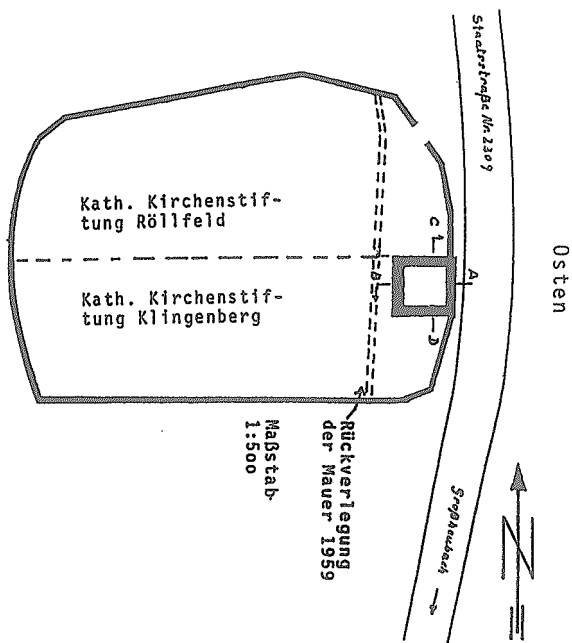 Staatsstraße Nr. 2309
Osten
C
A
B
D
Kath. Kirchenstif-
tung Röllfeld
Kath. Kirchenstif-
tung Klingenberg
Rückverlegung
der Mauer 1959
Maßstab
1:500
Großheubach →
N